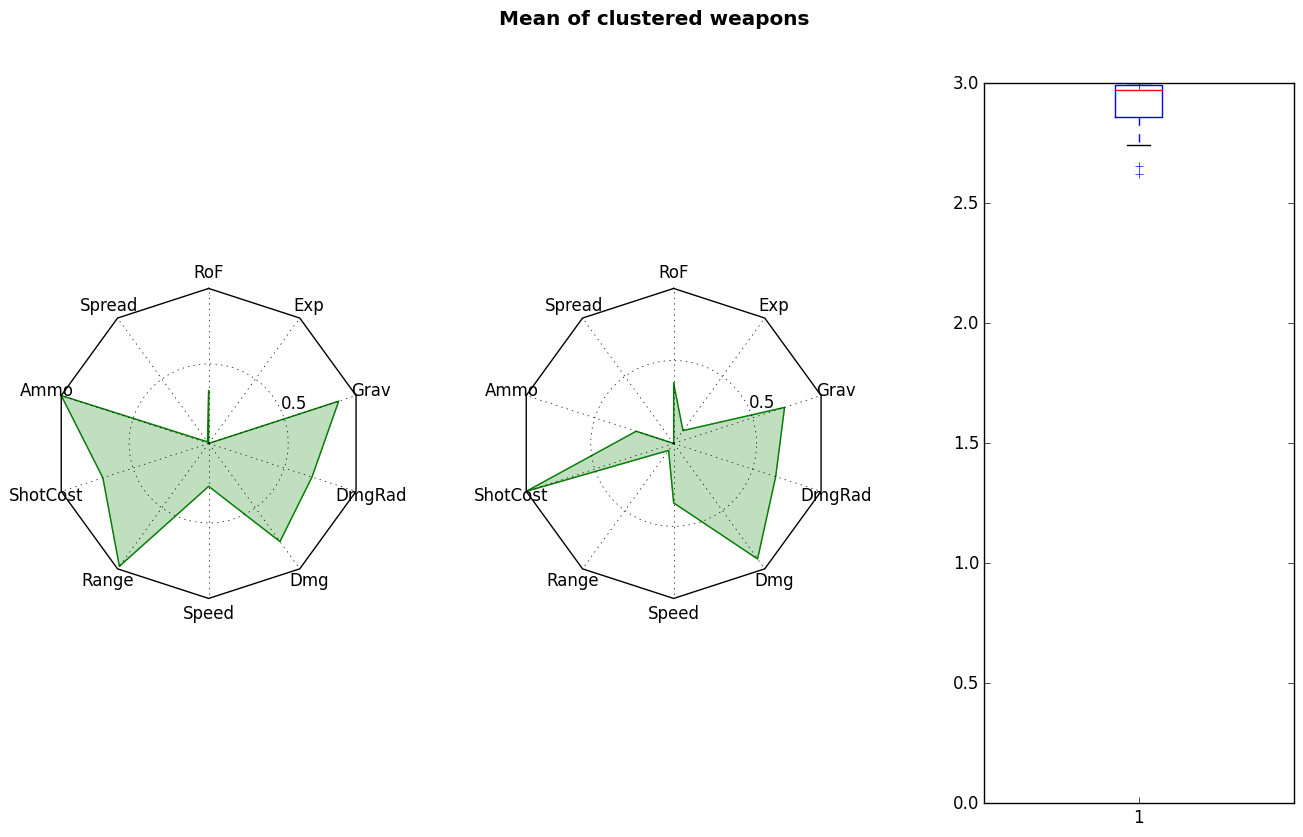 Mean of clustered weapons
RoF
Exp
Grav
DmgRad
Dmg
Speed
Range
ShotCost
Ammo
Spread
0.5
RoF
Exp
Grav
DmgRad
Dmg
Speed
Range
ShotCost
Ammo
Spread
0.5
3.0
2.5
2.0
1.5
1.0
0.5
0.0
1